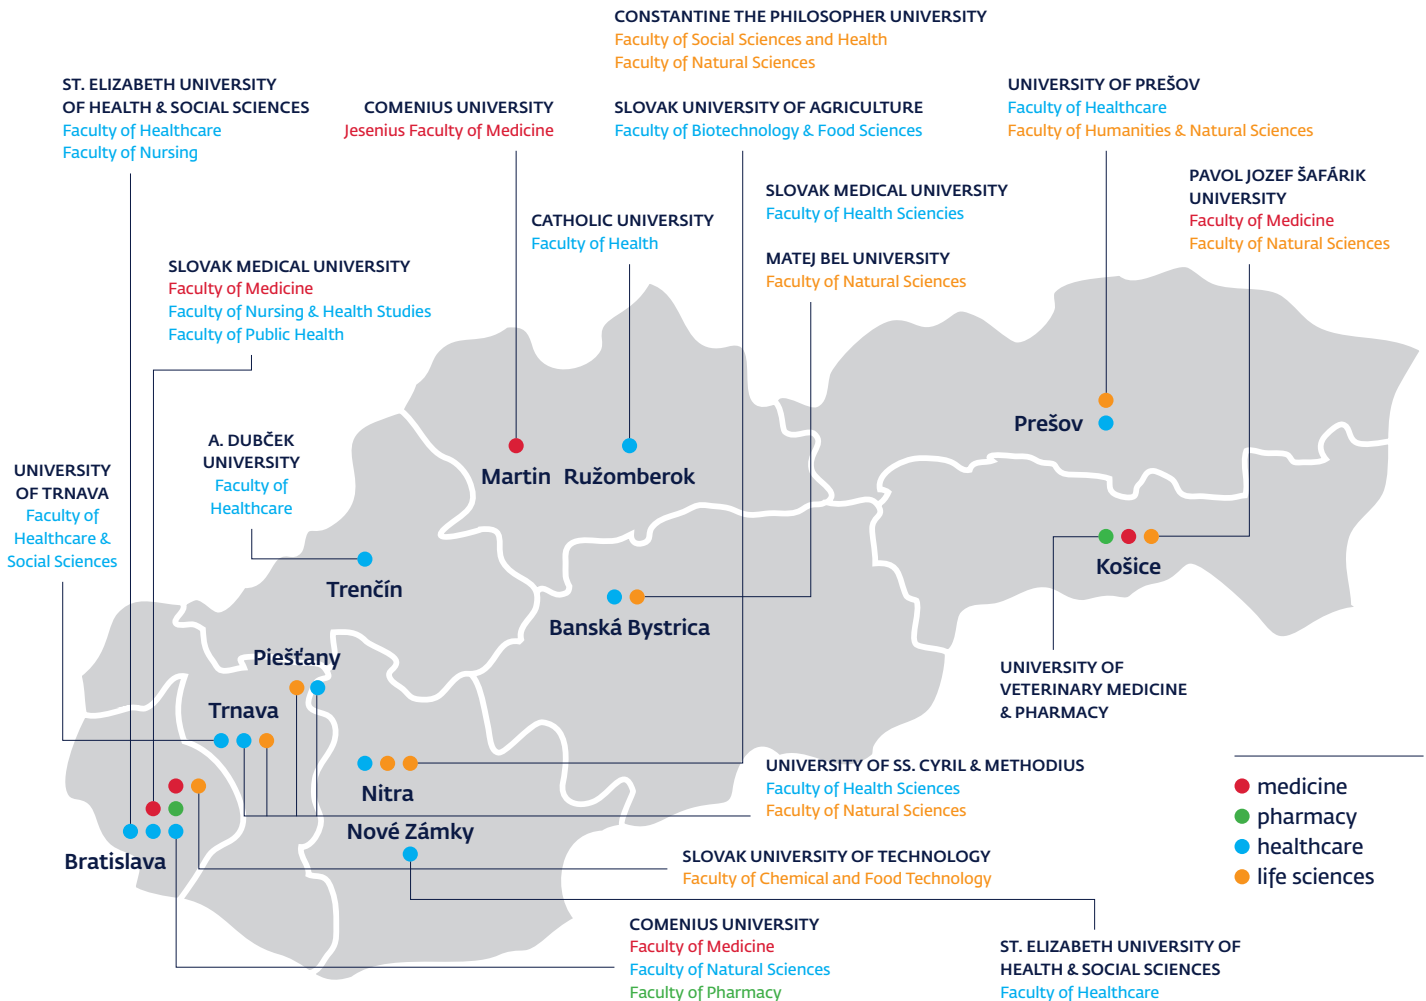 CONSTANTINE THE PHILOSOPHER UNIVERSITY
Faculty of Social Sciences and Health
Faculty of Natural Sciences
ST. ELIZABETH UNIVERSITY
OF HEALTH & SOCIAL SCIENCES
Faculty of Healthcare
Faculty of Nursing
COMENIUS UNIVERSITY
Jesenius Faculty of Medicine
SLOVAK UNIVERSITY OF AGRICULTURE
Faculty of Biotechnology & Food Sciences
UNIVERSITY OF PREŠOV
Faculty of Healthcare
Faculty of Humanities & Natural Sciences
PAVOL JOZEF ŠAFÁRIK
UNIVERSITY
Faculty of Medicine
Faculty of Natural Sciences
SLOVAK MEDICAL UNIVERSITY
Faculty of Health Sciencies
CATHOLIC UNIVERSITY
Faculty of Health
MATEJ BEL UNIVERSITY
Faculty of Natural Sciences
SLOVAK MEDICAL UNIVERSITY
Faculty of Medicine
Faculty of Nursing & Health Studies
Faculty of Public Health
A. DUBČEK
UNIVERSITY
Faculty of
Healthcare
UNIVERSITY
OF TRNAVA
Faculty of
Healthcare &
Social Sciences
Prešov
Martin
Ružomberok
Košice
Trenčín
Banská Bystrica
Piešťany
Trnava
Nitra
Nové Zámky
Bratislava
UNIVERSITY OF
VETERINARY MEDICINE
& PHARMACY
UNIVERSITY OF SS. CYRIL & METHODIUS
Faculty of Health Sciences
Faculty of Natural Sciences
SLOVAK UNIVERSITY OF TECHNOLOGY
Faculty of Chemical and Food Technology
COMENIUS UNIVERSITY
Faculty of Medicine
Faculty of Natural Sciences
Faculty of Pharmacy
ST. ELIZABETH UNIVERSITY OF
HEALTH & SOCIAL SCIENCES
Faculty of Healthcare
medicine
pharmacy
healthcare
life sciences